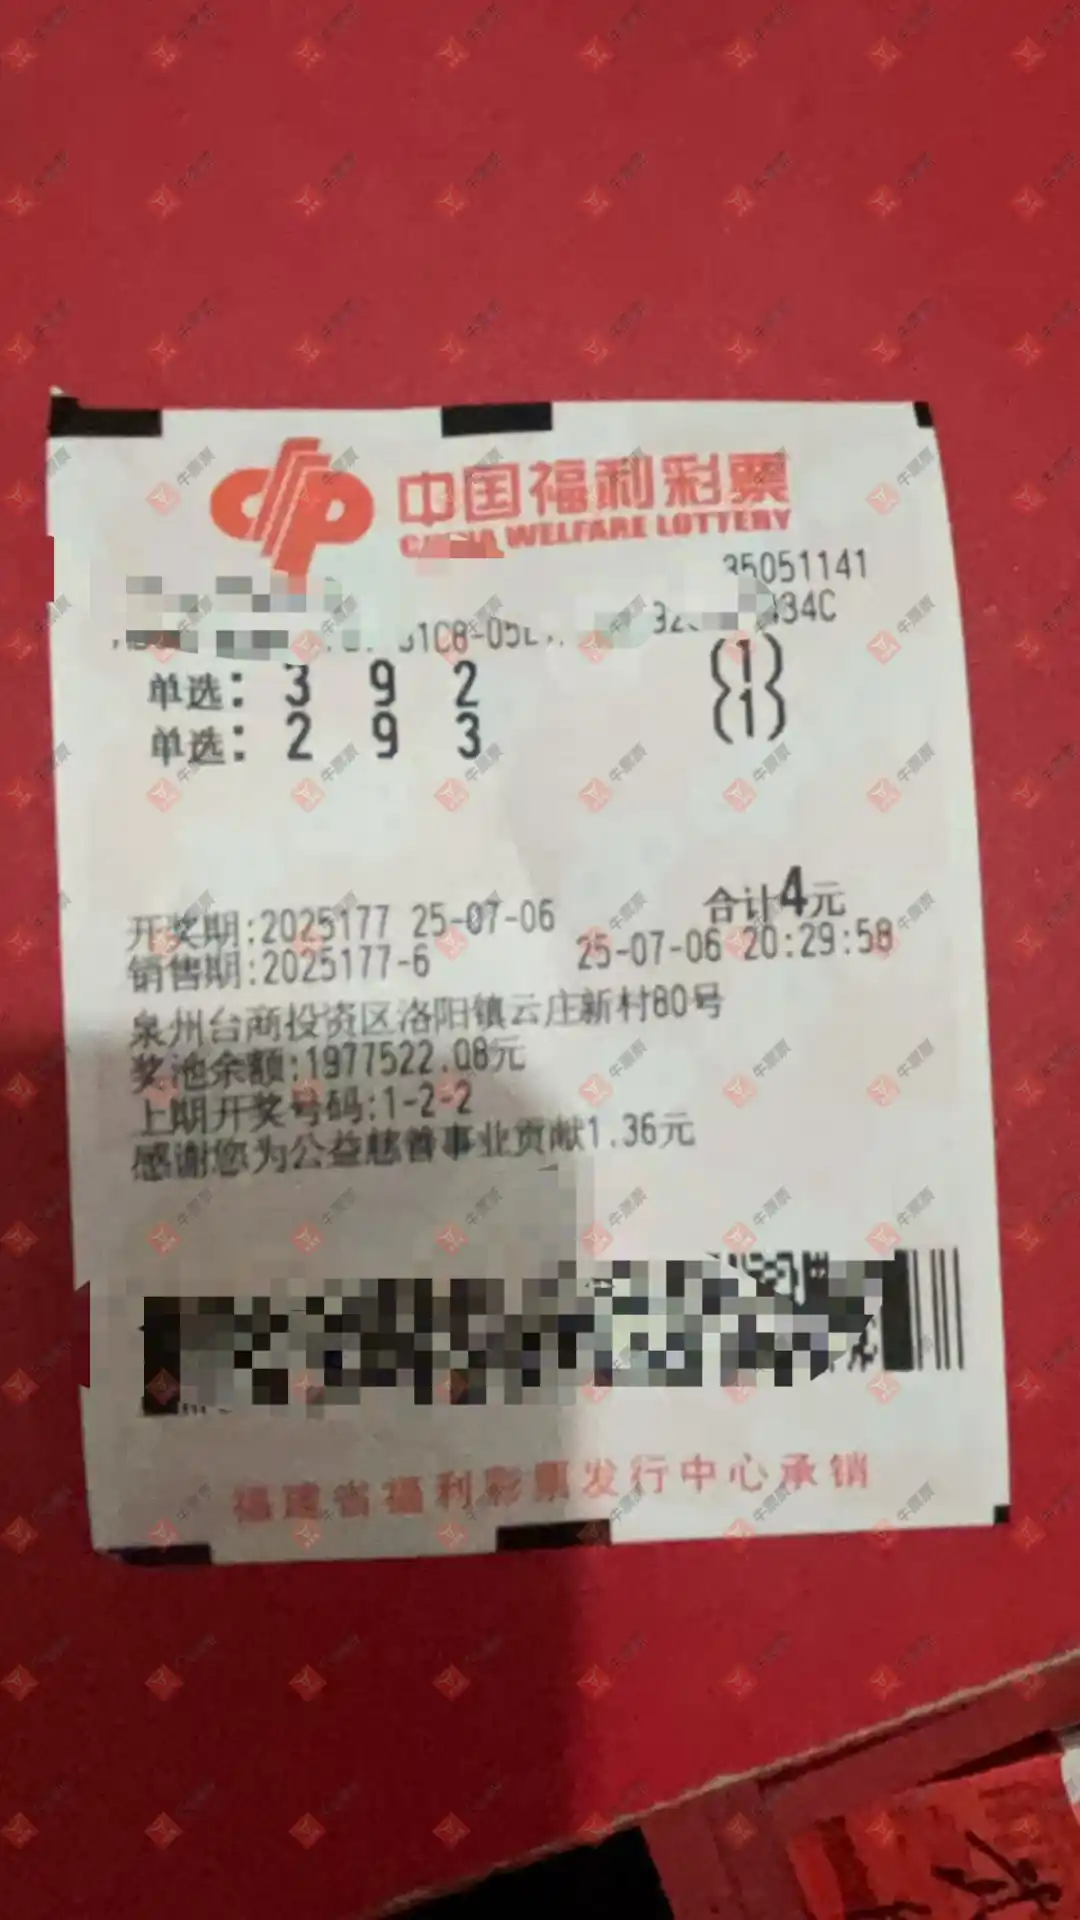 中国福利彩票
CHINA WELFARE LOTTERY
35051141
34C
单选: 3 9 2 (1)
单选: 2 9 3 (1)
合计4元
开奖期:2025177 25-07-06
销售期:2025177-6 25-07-06 20:29:58
泉州台商投资区洛阳镇云庄新村80号
奖池余额:1977522.08元
上期开奖号码:1-2-2
感谢您为公益慈善事业贡献1.36元
福建省福利彩票发行中心承销
牛票票